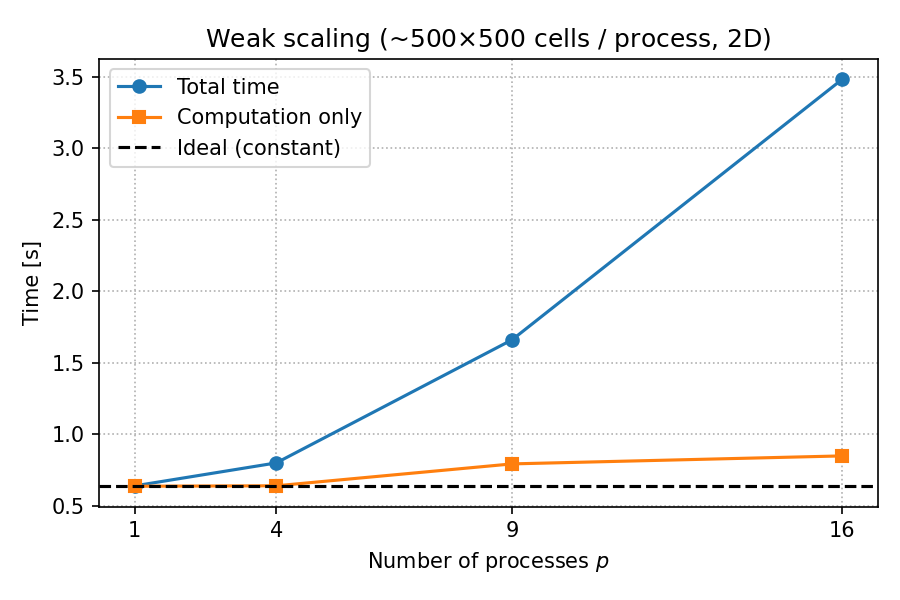 Weak scaling (~500×500 cells / process, 2D)
Total time
Computation only
Ideal (constant)
3.5
3.0
2.5
2.0
1.5
1.0
0.5
Time [s]
1 4 9 16
Number of processes p